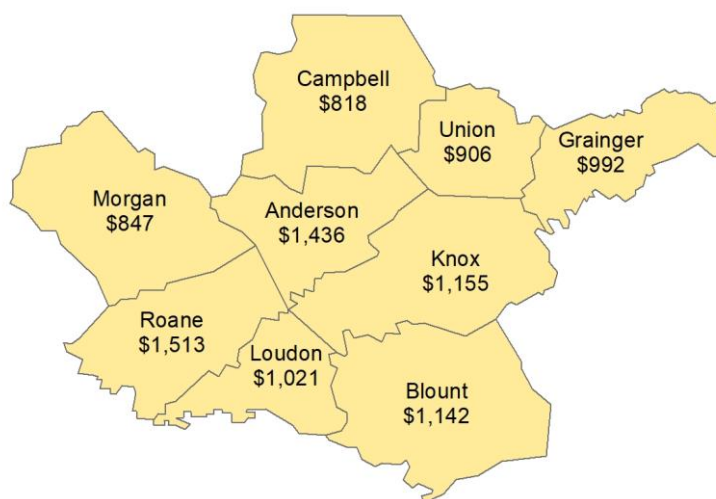 Campbell
$818
Union
$906
Grainger
$992
Morgan
$847
Anderson
$1,436
Knox
$1,155
Roane
$1,513
Loudon
$1,021
Blount
$1,142